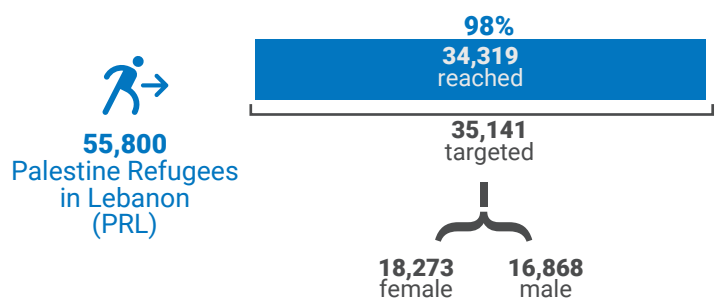 98%
34,319
reached
55,800
Palestine Refugees
in Lebanon
(PRL)
35,141
targeted
18,273 16,868
female male